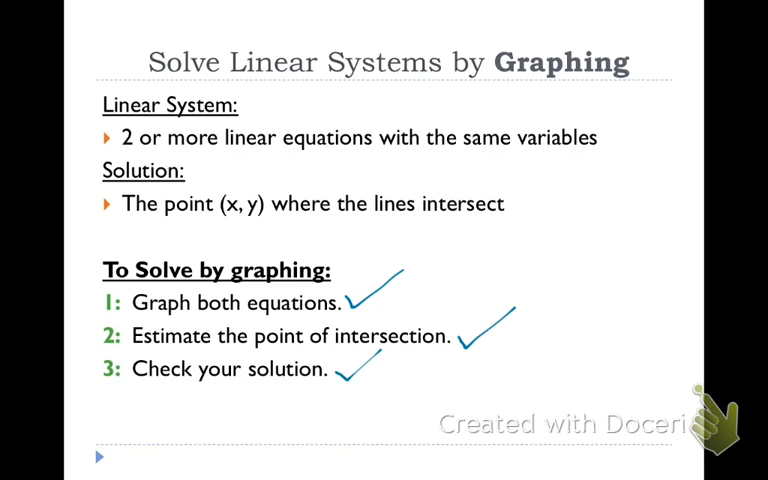 Solve Linear Systems by Graphing
Linear System:
2 or more linear equations with the same variables
Solution:
The point (x, y) where the lines intersect
To Solve by graphing:
1: Graph both equations.
2: Estimate the point of intersection.
3: Check your solution.
Created with Doceri